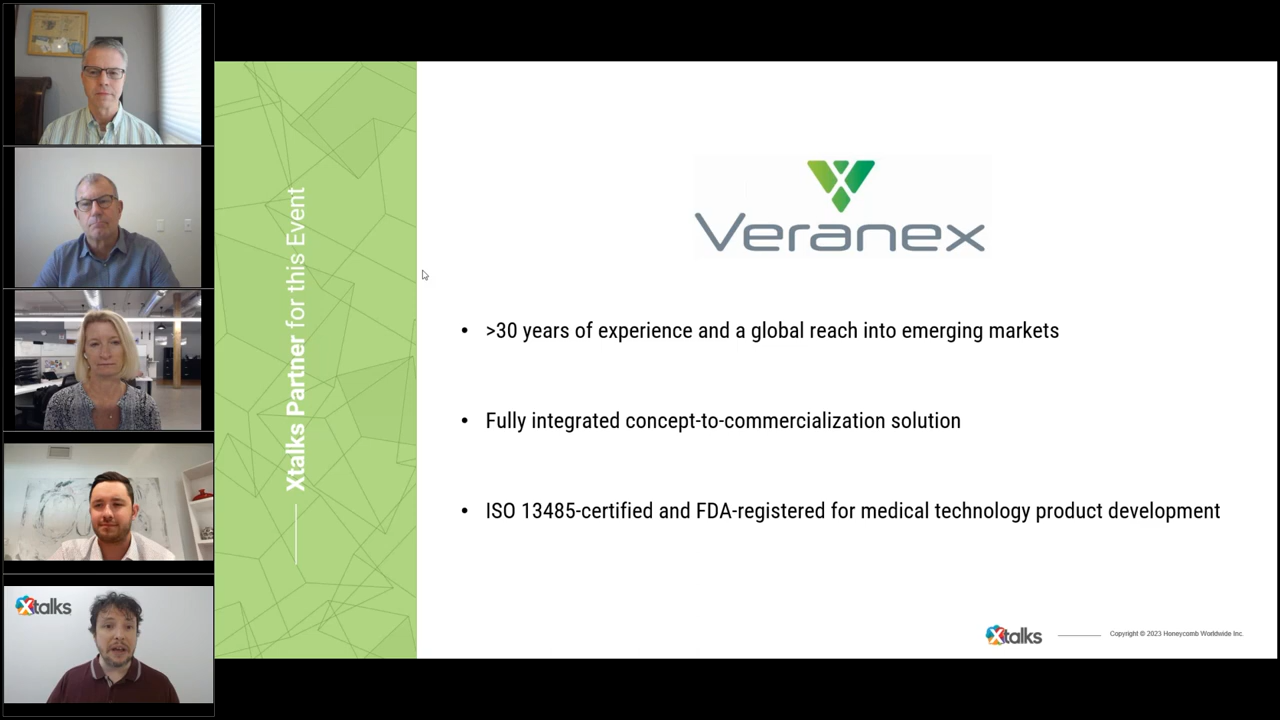 Xtalks Partner for this Event
Veranex
• >30 years of experience and a global reach into emerging markets
• Fully integrated concept-to-commercialization solution
• ISO 13485-certified and FDA-registered for medical technology product development
Xtalks
Xtalks
Copyright © 2023 Honeycomb Worldwide Inc.